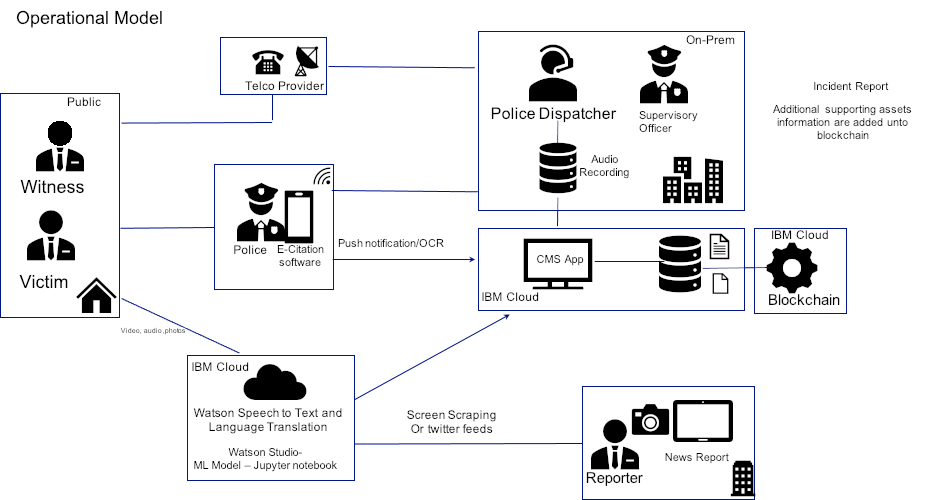 Operational Model
Telco Provider
On-Prem
Police Dispatcher
Supervisory
Officer
Audio
Recording
Incident Report
Additional supporting assets
information are added unto
blockchain
Public
Witness
Victim
Police
E-Citation
software
Push notification/OCR
CMS App
IBM Cloud
IBM Cloud
Blockchain
Video, audio,photos
IBM Cloud
Watson Speech to Text and
Language Translation
Watson Studio-
ML Model – Jupyter notebook
Screen Scraping
Or twitter feeds
Reporter
News Report